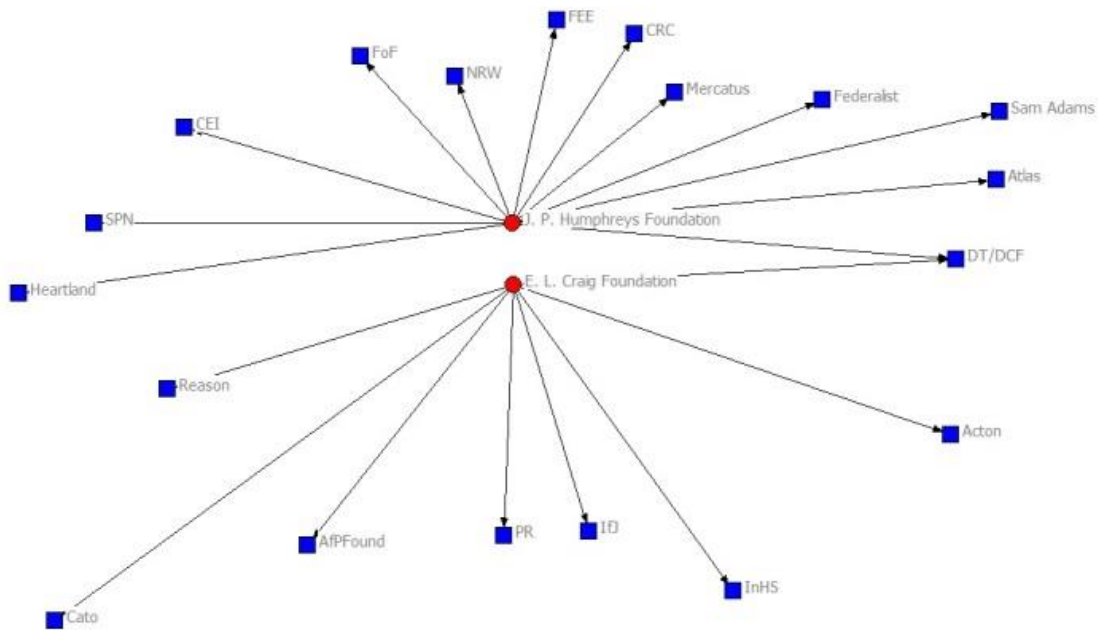 FEE
CRC
FoF
NRW
Mercatus
Federalist
Sam Adams
CEI
Atlas
SPN
J. P. Humphreys Foundation
DT/DCF
E. L. Craig Foundation
Heartland
Reason
Acton
AfPFound
PR
IfJ
InHS
Cato